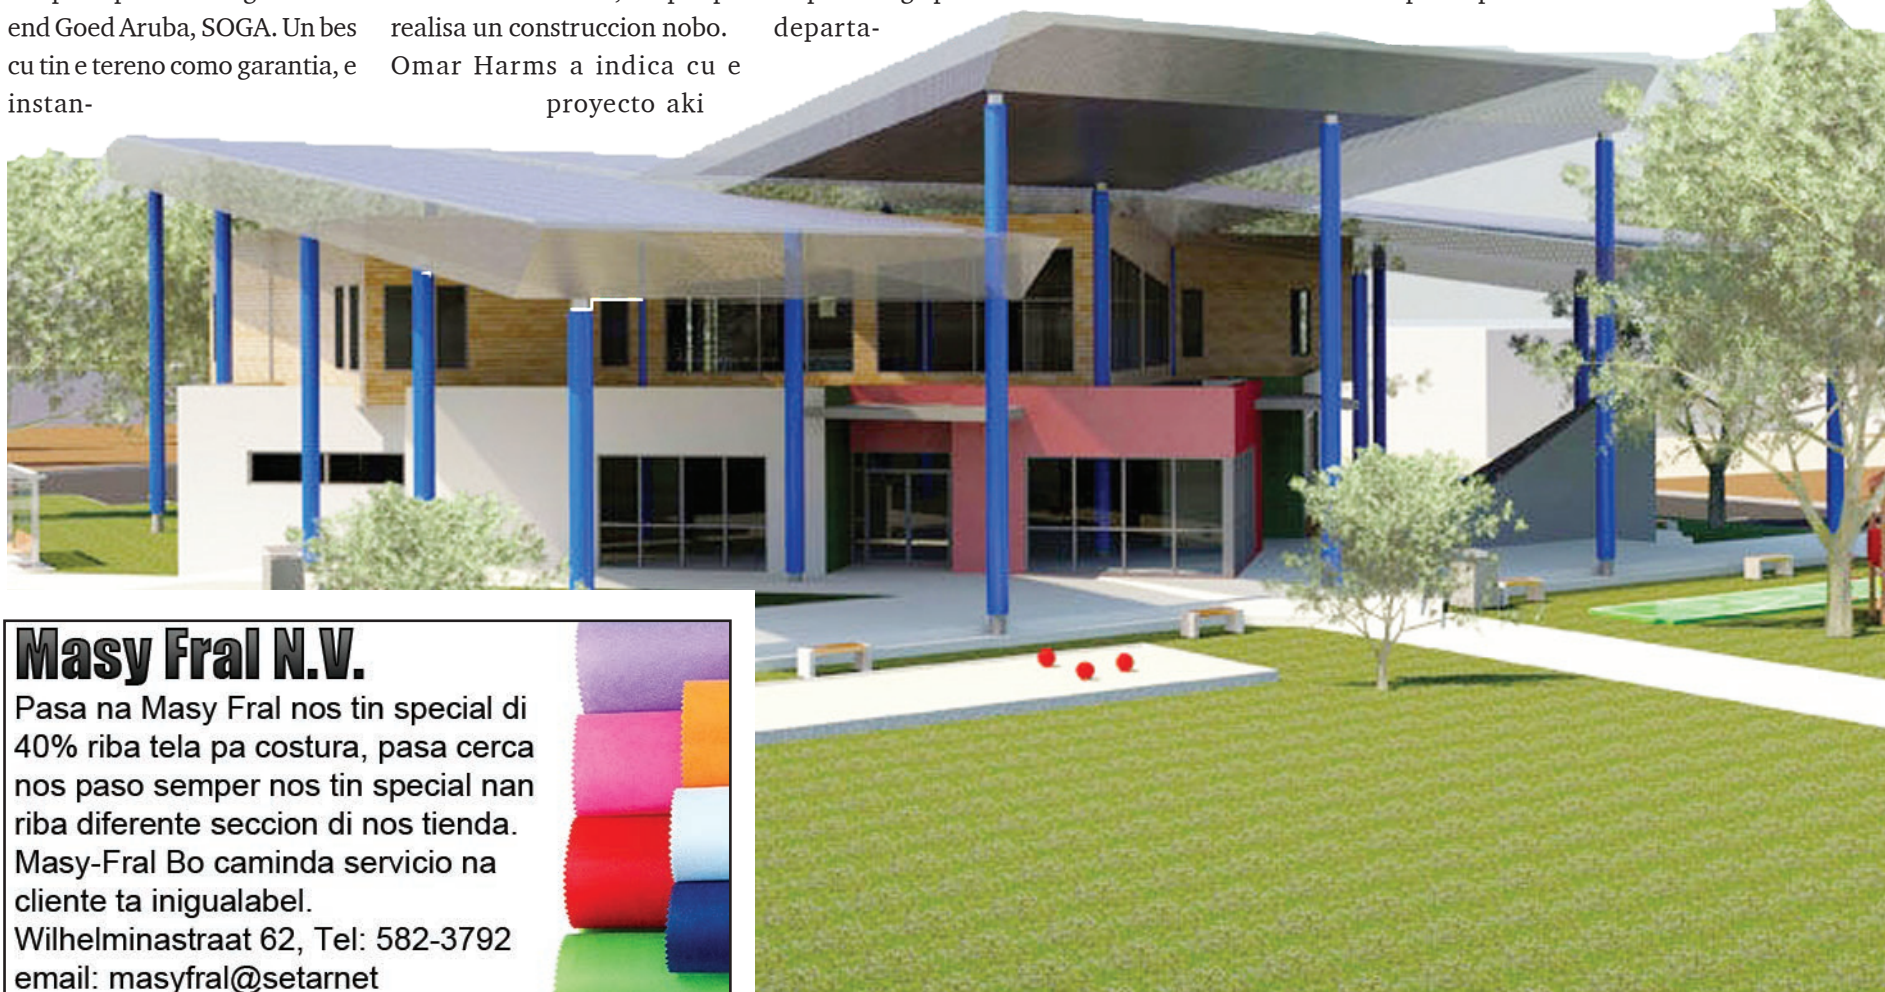 end Goed Aruba, SOGA. Un bes
cu tin e tereno como garantia, e
instan-
realisa un construccion nobo.
Omar Harms a indica cu e
proyecto aki
departa-
Masy Fral N.V.
Pasa na Masy Fral nos tin special di
40% riba tela pa costura, pasa cerca
nos paso semper nos tin special nan
riba diferente seccion di nos tienda.
Masy-Fral Bo caminda servicio na
cliente ta inigualabel.
Wilhelminastraat 62, Tel: 582-3792
email: masyfral@setarnet